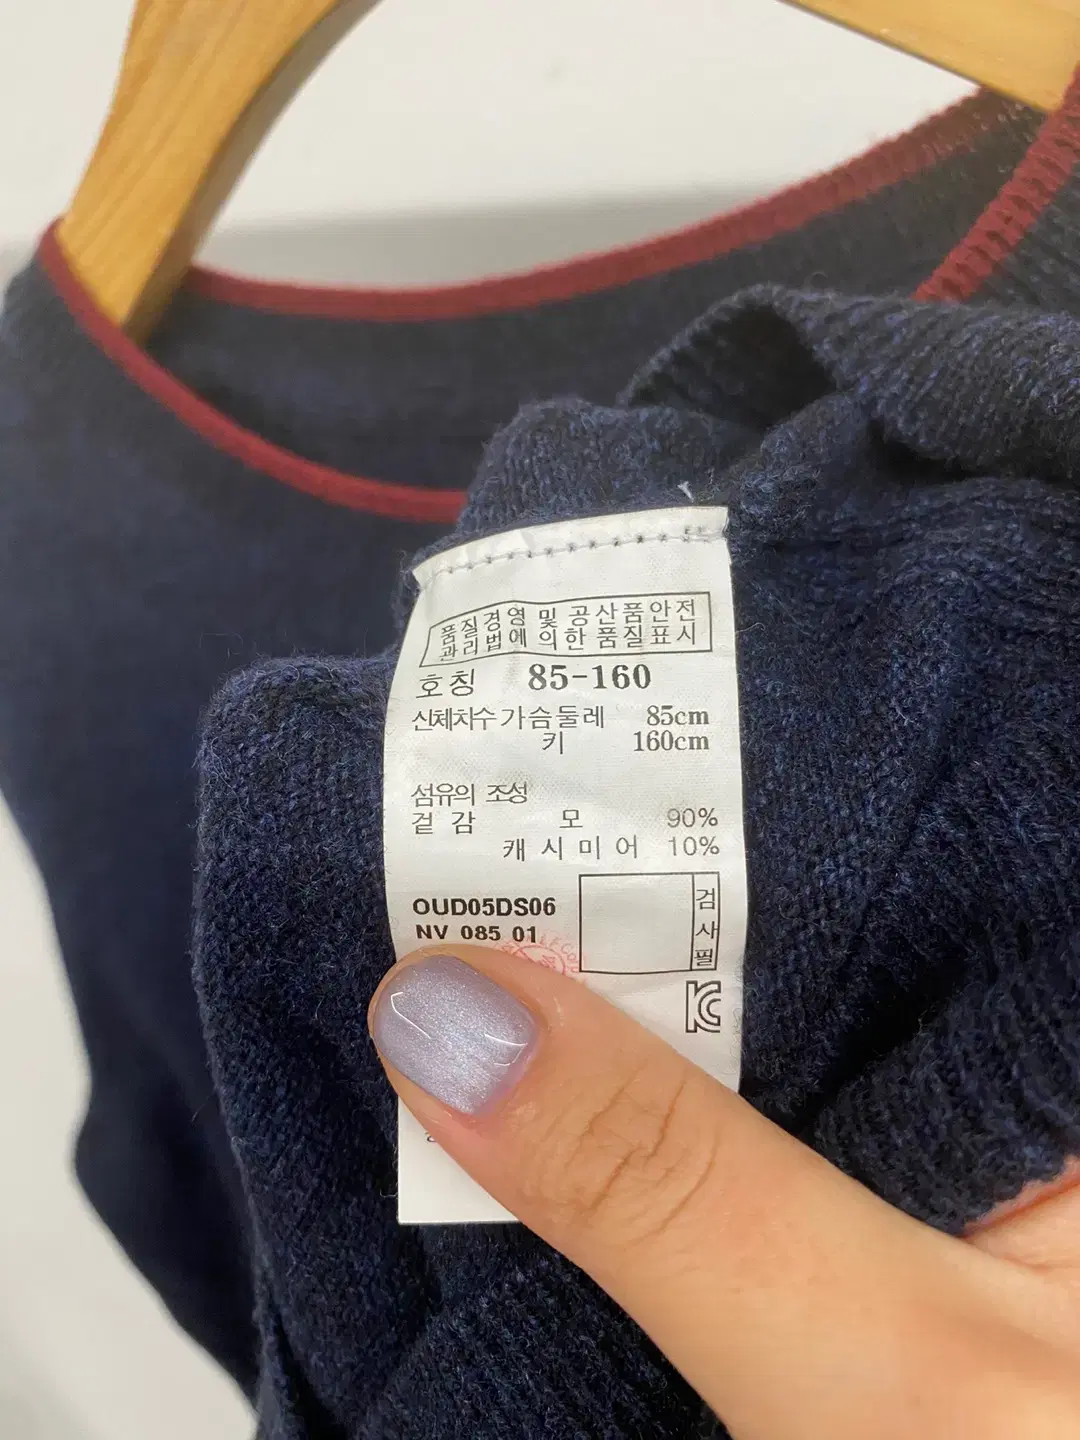 품질경영 및 공산품안전
관리법에 의한 품질표시
호칭 85-160
신체치수 가슴둘레 85cm
키 160cm
섬유의 조성
겉감 모 90%
캐시미어 10%
OUD05DS06
NV 085 01
검사필